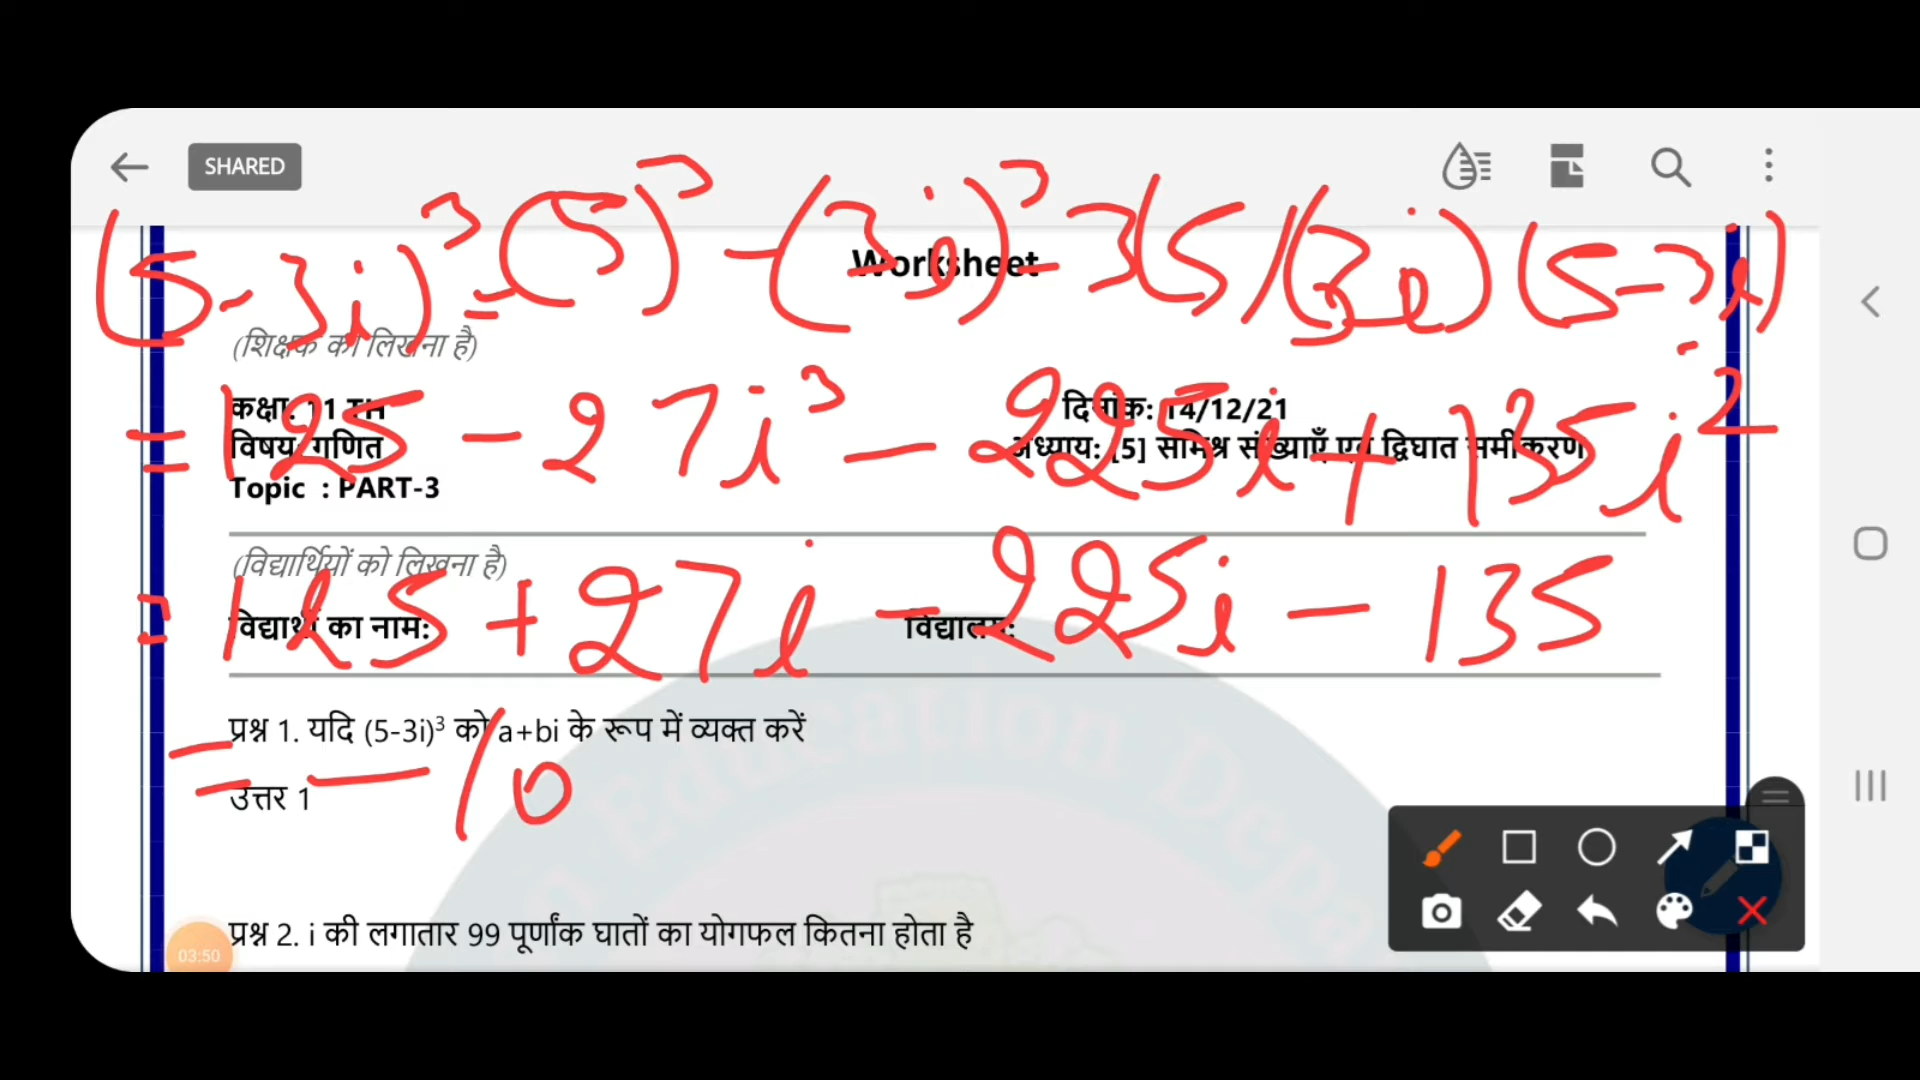 SHARED
(5-3i)³=(5)³-(3i)³-3(5)(3i)(5-3i)
Worksheet
(शिक्षक को लिखना है)
=125-27i³-225i+135i²
कक्षा: 11 TH
दिनांक: 14/12/21
विषय: गणित
अध्याय: [5] समिश्र संख्याएँ एवं द्विघात समीकरण
Topic : PART-3
(विद्यार्थियों को लिखना है)
=125+27i-225i-135
विद्यार्थी का नाम:
विद्यालय:
प्रश्न 1. यदि (5-3i)³ को a+bi के रूप में व्यक्त करें
=-10
उत्तर 1
प्रश्न 2. i की लगातार 99 पूर्णांक घातों का योगफल कितना होता है
03:50